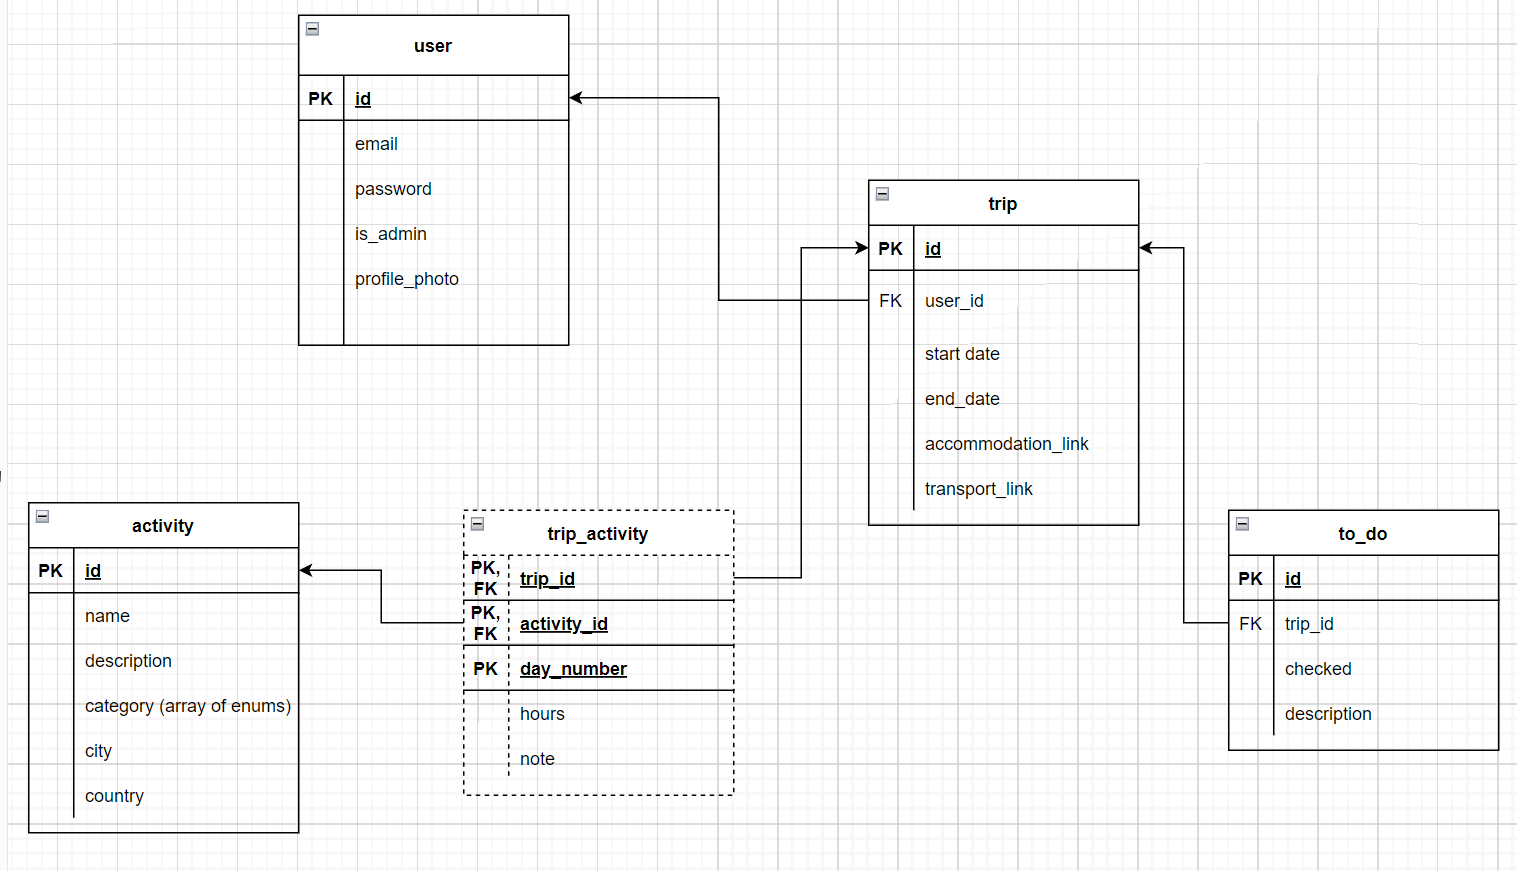 user
PK id
email
password
is_admin
profile_photo
trip
PK id
FK user_id
start date
end_date
accommodation_link
transport_link
activity
PK id
name
description
category (array of enums)
city
country
trip_activity
PK,
FK trip_id
PK,
FK activity_id
PK day_number
hours
note
to_do
PK id
FK trip_id
checked
description